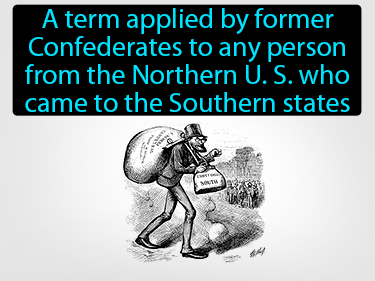 A term applied by former
Confederates to any person
from the Northern U. S. who
came to the Southern states
SOUTH